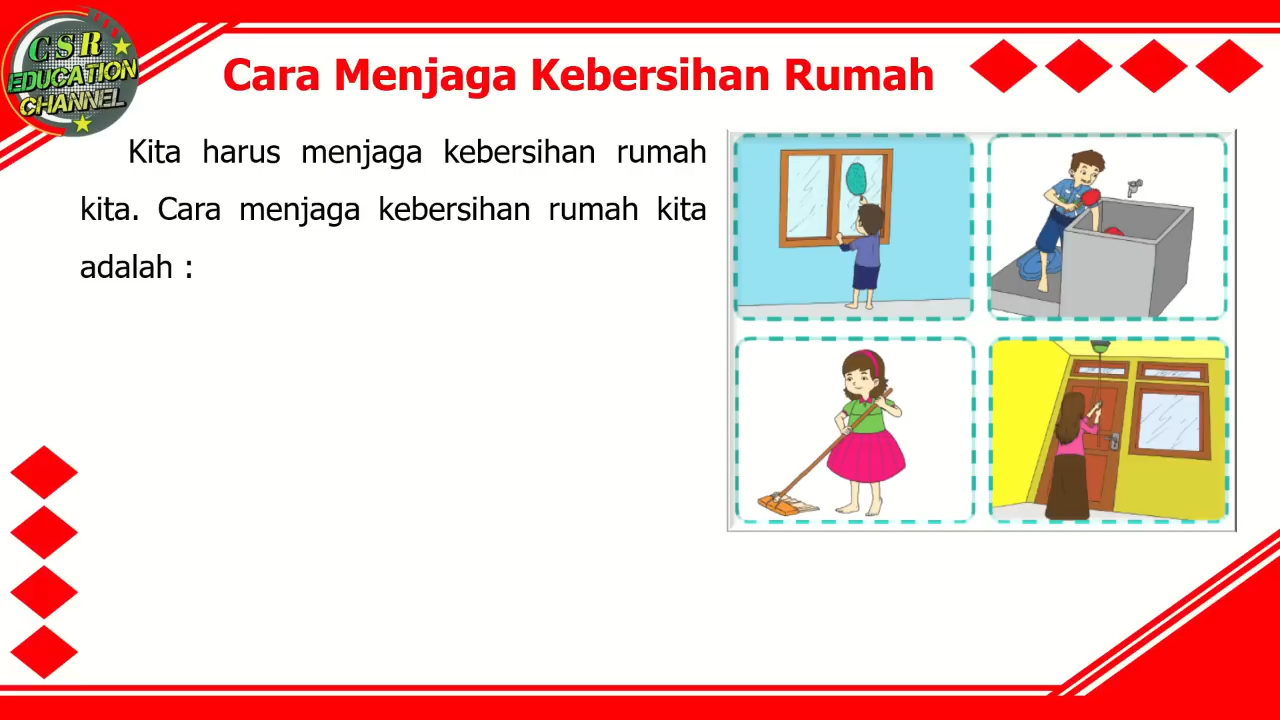 CSR
EDUCATION
CHANNEL
Cara Menjaga Kebersihan Rumah
Kita harus menjaga kebersihan rumah
kita. Cara menjaga kebersihan rumah kita
adalah :